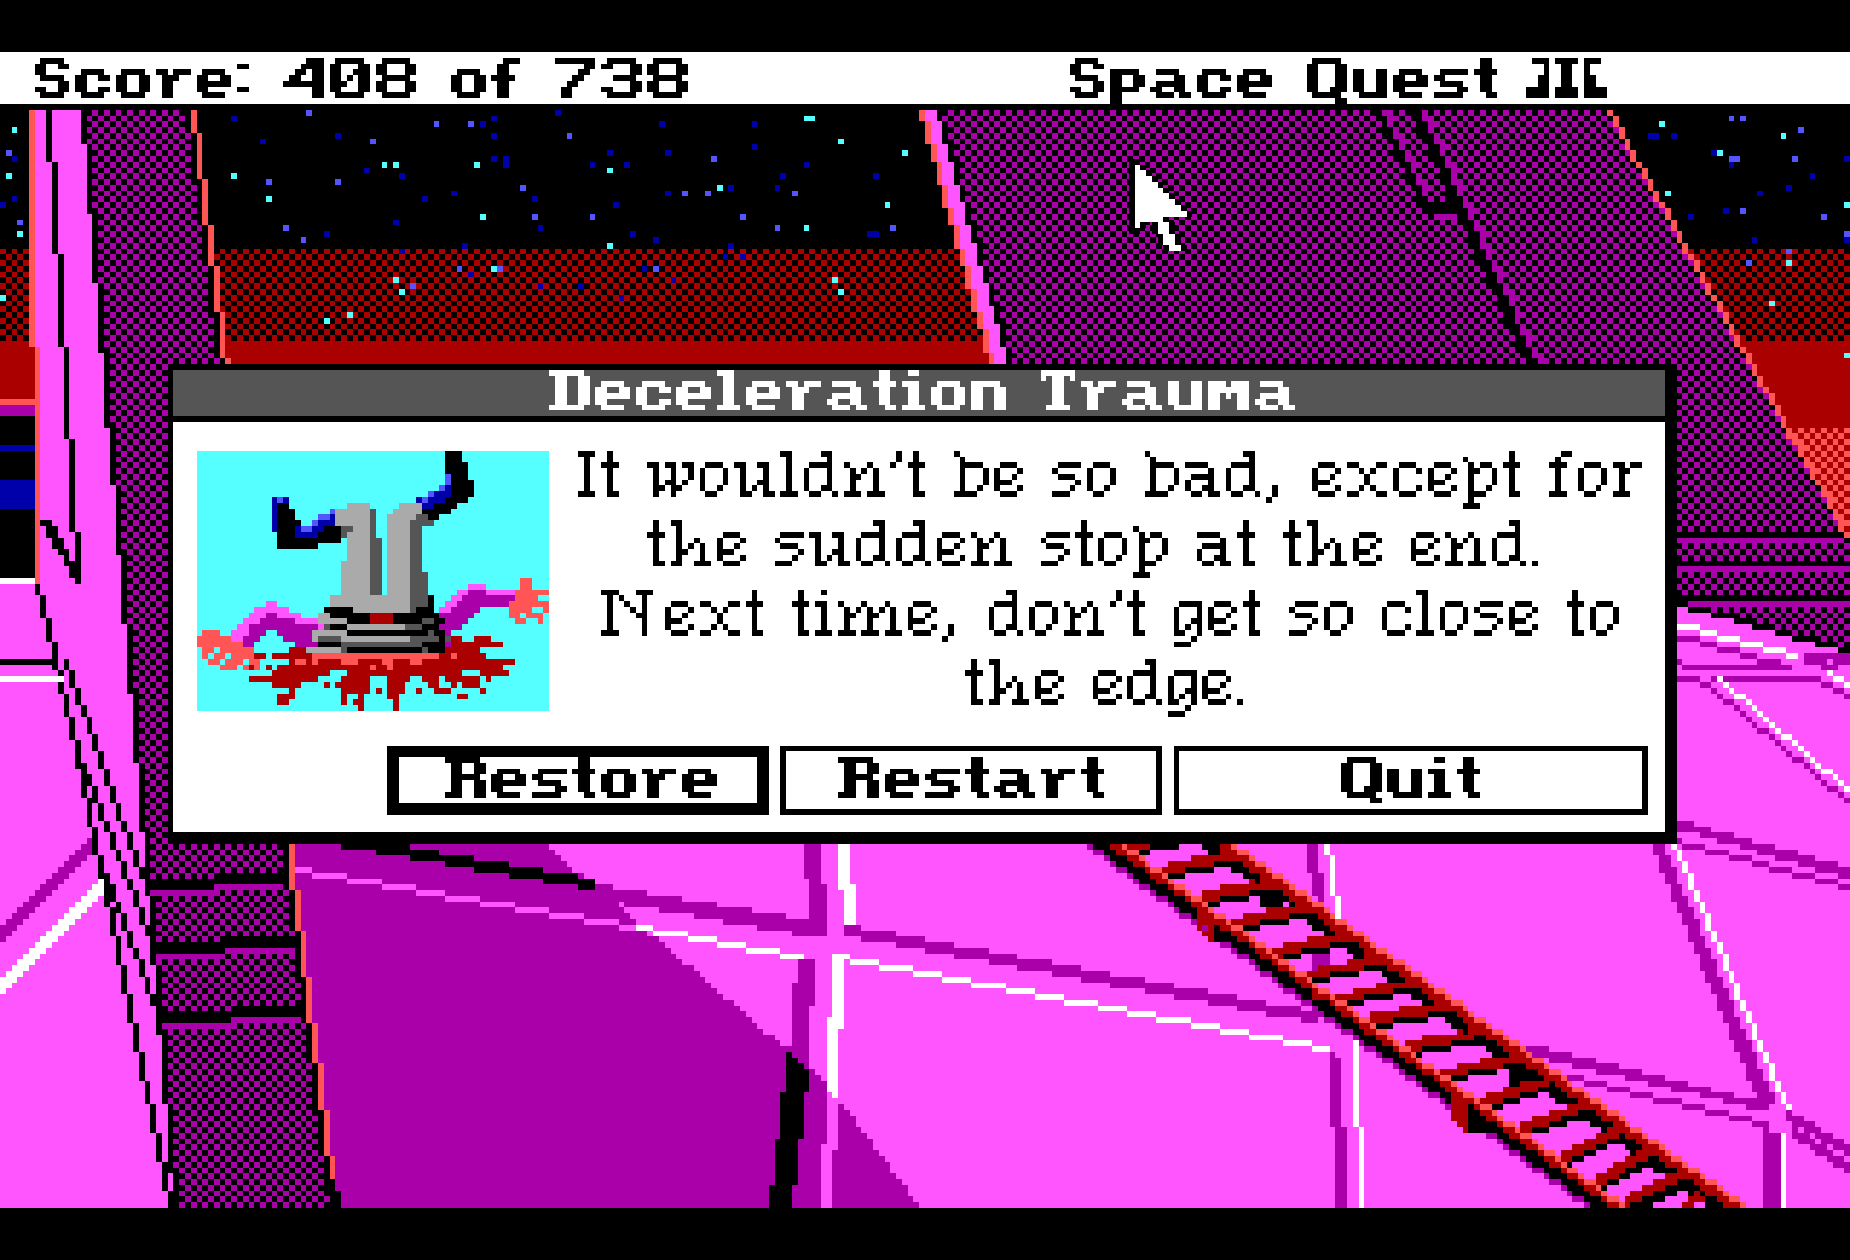 Score: 408 of 738 Space Quest III
Deceleration Trauma
It wouldn't be so bad, except for
the sudden stop at the end.
Next time, don't get so close to
the edge.
Restore Restart Quit